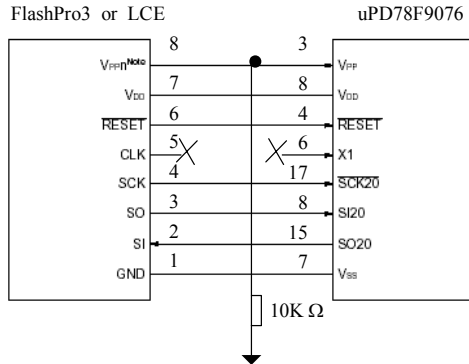 FlashPro3 or LCE uPD78F9076
8 3
VPPnNote VPP
7 8
VDD VDD
6 4
RESET RESET
5 6
CLK X1
4 17
SCK SCK20
3 8
SO SI20
2 15
SI SO20
1 7
GND VSS
10K Ω